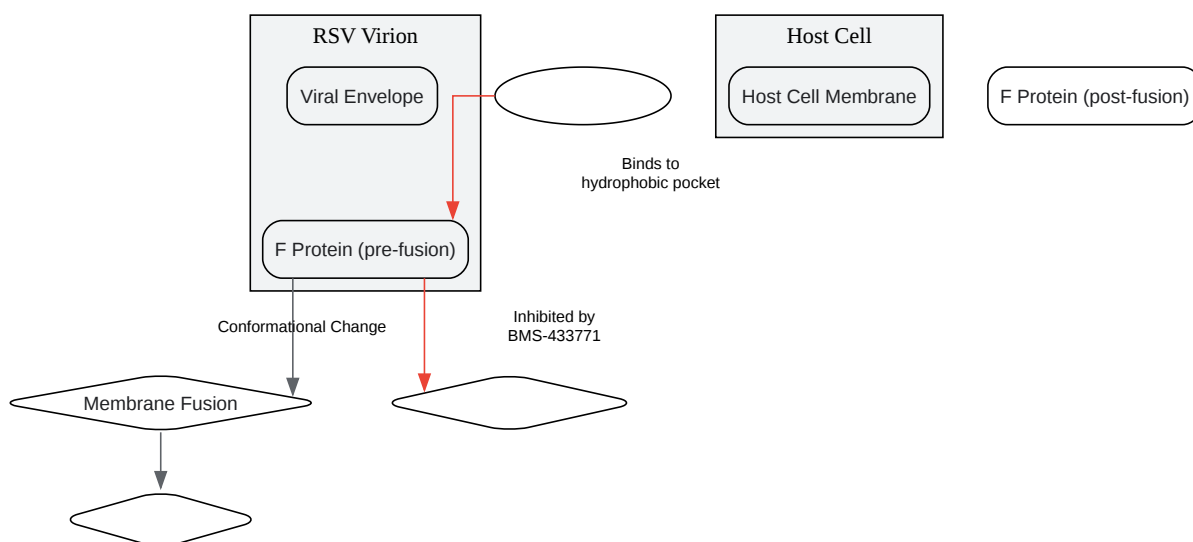 RSV Virion
Host Cell
Viral Envelope
Host Cell Membrane
F Protein (post-fusion)
Binds to
hydrophobic pocket
F Protein (pre-fusion)
Conformational Change
Inhibited by
BMS-433771
Membrane Fusion